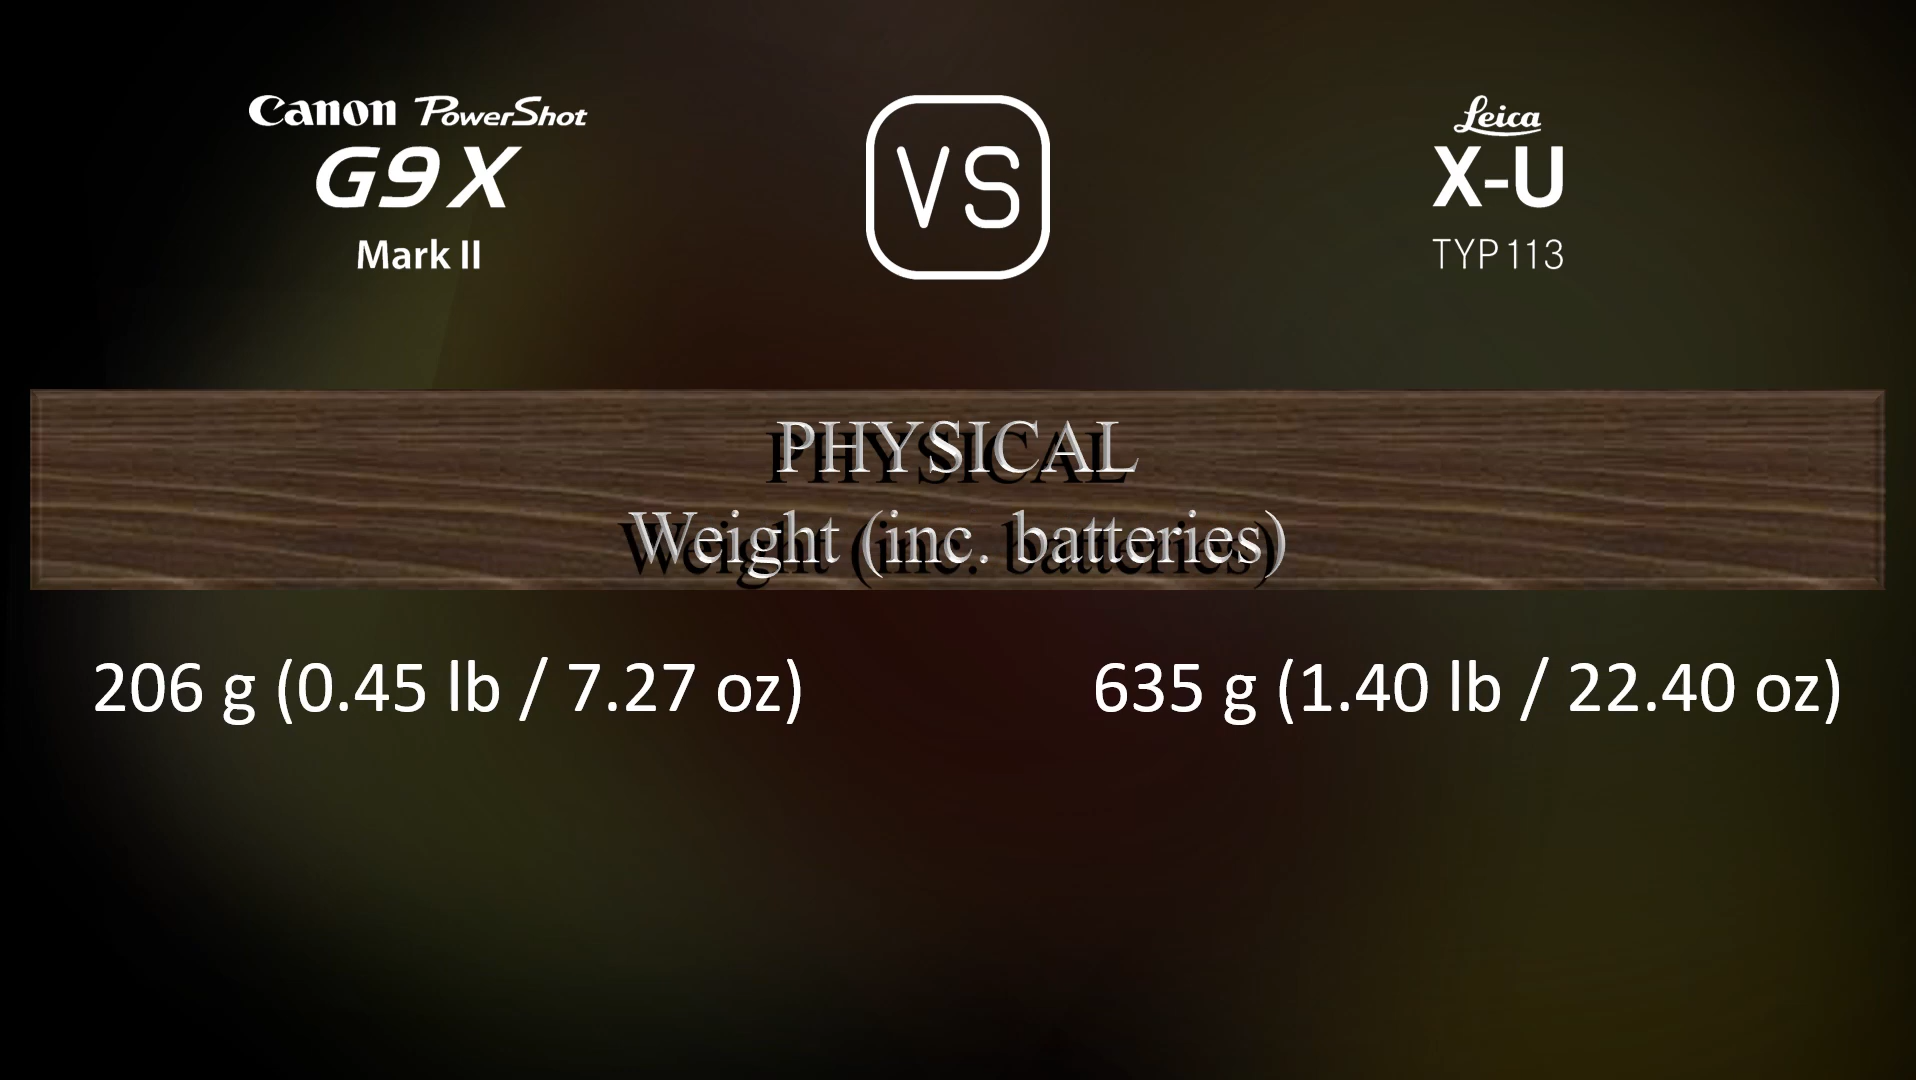 Canon PowerShot
G9 X
Mark II
VS
Leica
X-U
TYP 113
PHYSICAL
Weight (inc. batteries)
206 g (0.45 lb / 7.27 oz)
635 g (1.40 lb / 22.40 oz)